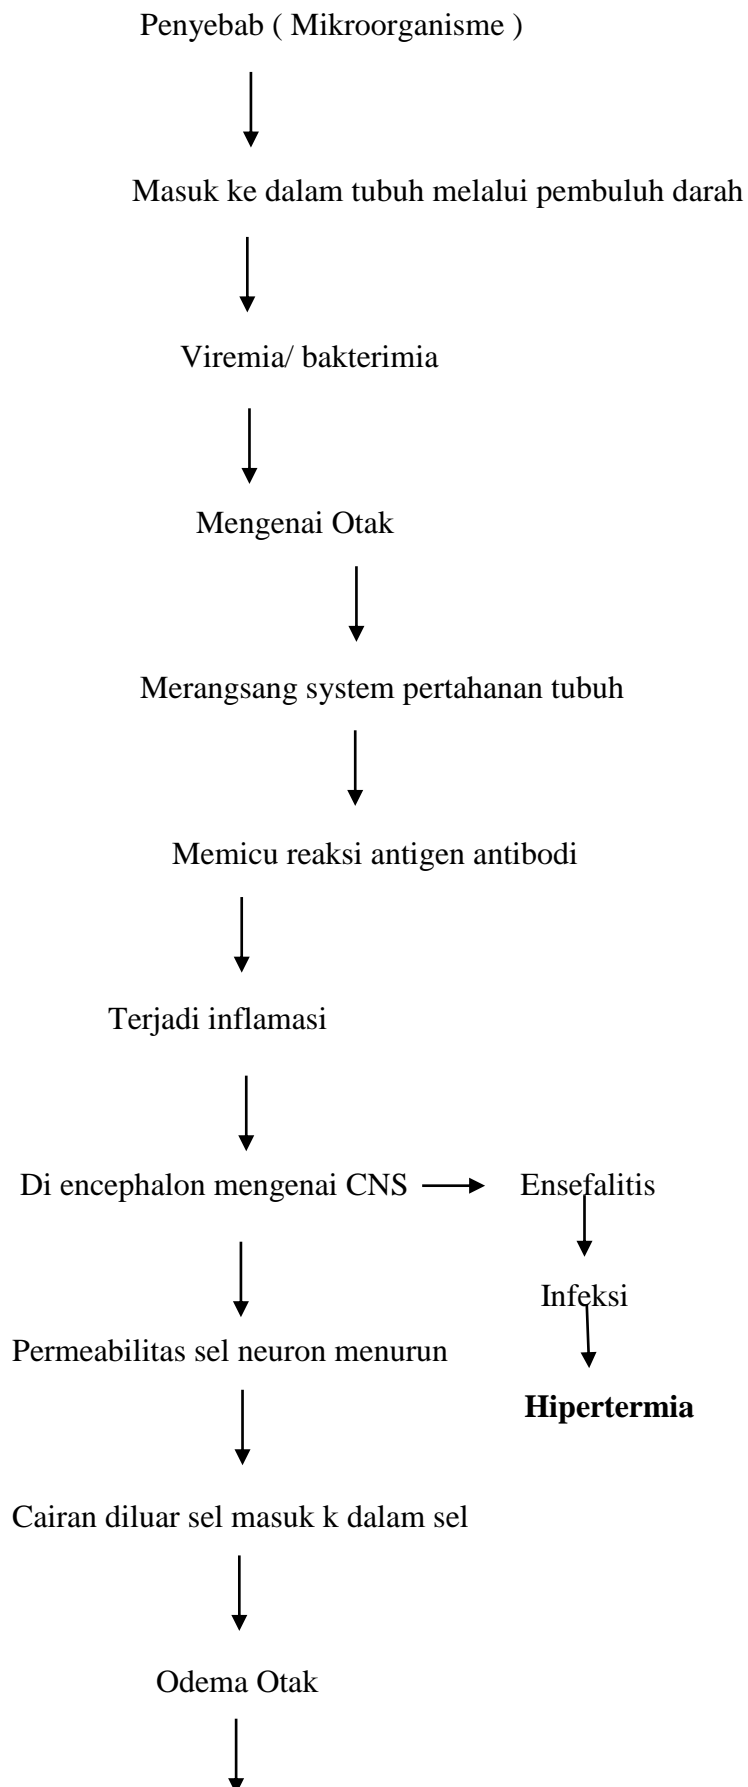 Penyebab ( Mikroorganisme )
Masuk ke dalam tubuh melalui pembuluh darah
Viremia/ bakterimia
Mengenai Otak
Merangsang system pertahanan tubuh
Memicu reaksi antigen antibodi
Terjadi inflamasi
Di encephalon mengenai CNS
Ensefalitis
Infeksi
Permeabilitas sel neuron menurun
Hipertermia
Cairan diluar sel masuk k dalam sel
Odema Otak